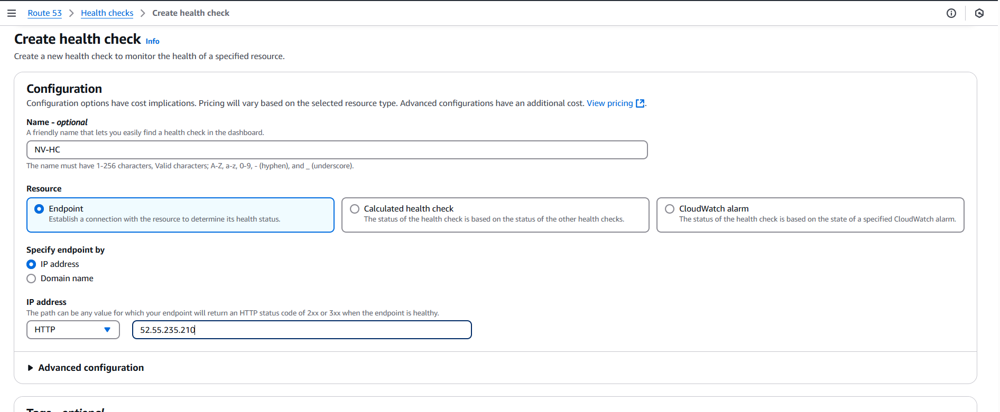 Route 53 > Health checks > Create health check
Create health check Info
Create a new health check to monitor the health of a specified resource.
Configuration
Configuration options have cost implications. Pricing will vary based on the selected resource type. Advanced configurations have an additional cost. View pricing.
Name - optional
A friendly name that lets you easily find a health check in the dashboard.
NV-HC
The name must have 1-256 characters, Valid characters; A-Z, a-z, 0-9, - (hyphen), and _ (underscore).
Resource
Endpoint
Establish a connection with the resource to determine its health status.
Calculated health check
The status of the health check is based on the status of the other health checks.
CloudWatch alarm
The status of the health check is based on the state of a specified CloudWatch alarm.
Specify endpoint by
IP address
Domain name
IP address
The path can be any value for which your endpoint will return an HTTP status code of 2xx or 3xx when the endpoint is healthy.
HTTP
52.55.235.210
Advanced configuration
Tags - optional